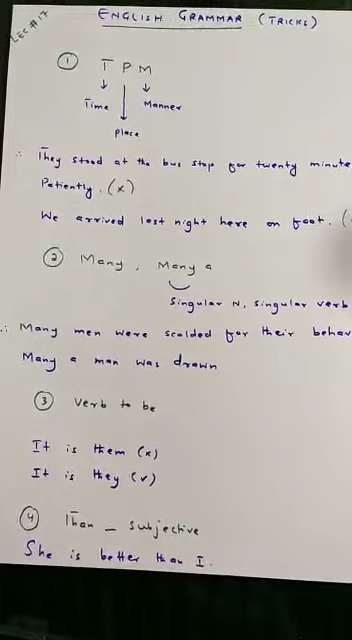 LEC #17
ENGLISH GRAMMAR (TRICKS)
① T P M
Time Manner
Place
∴ They stood at the bus stop for twenty minute
Patiently. (x)
We arrived last night here on foot. (
② Many, Many a
Singular N, singular verb
∴ Many men were scolded for their behav
Many a man was drawn
③ Verb to be
It is them (x)
It is they (✓)
④ Than _ subjective
She is better than I.